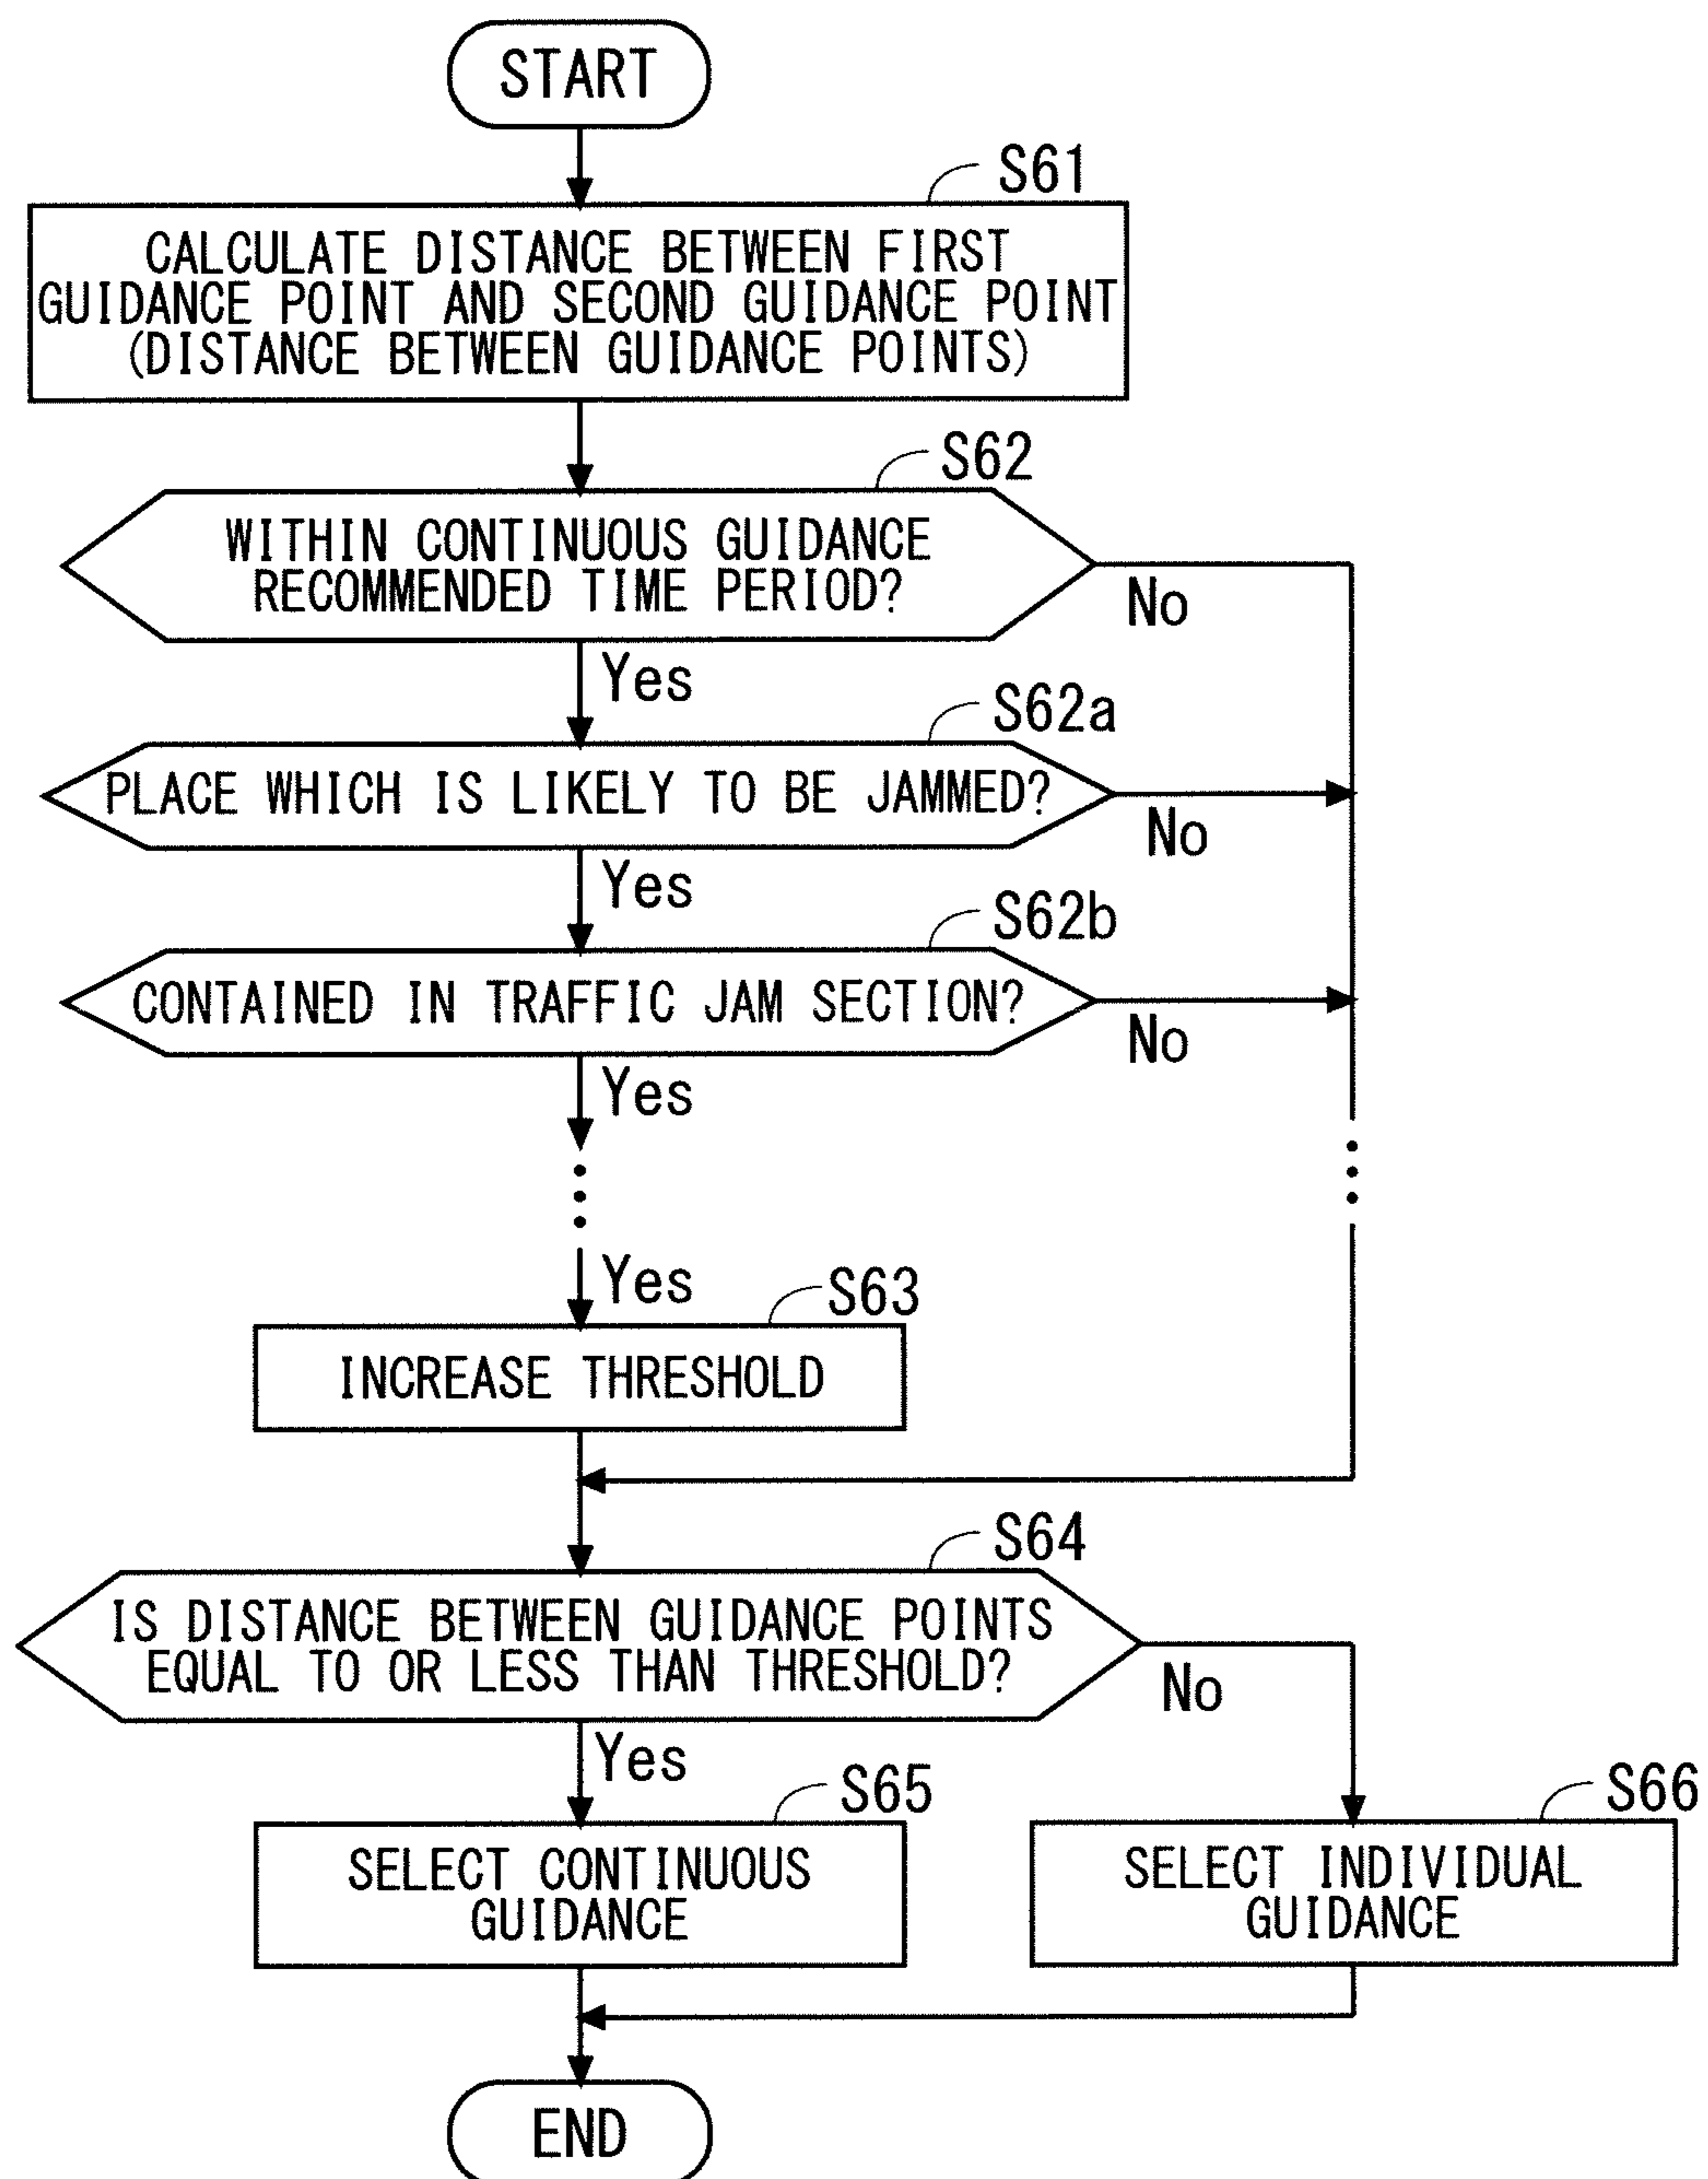 START
S61
CALCULATE DISTANCE BETWEEN FIRST
GUIDANCE POINT AND SECOND GUIDANCE POINT
(DISTANCE BETWEEN GUIDANCE POINTS)
S62
WITHIN CONTINUOUS GUIDANCE
RECOMMENDED TIME PERIOD?
No
Yes
S62a
PLACE WHICH IS LIKELY TO BE JAMMED?
No
Yes
S62b
CONTAINED IN TRAFFIC JAM SECTION?
No
Yes
Yes
S63
INCREASE THRESHOLD
S64
IS DISTANCE BETWEEN GUIDANCE POINTS
EQUAL TO OR LESS THAN THRESHOLD?
No
Yes
S65
SELECT CONTINUOUS
GUIDANCE
S66
SELECT INDIVIDUAL
GUIDANCE
END